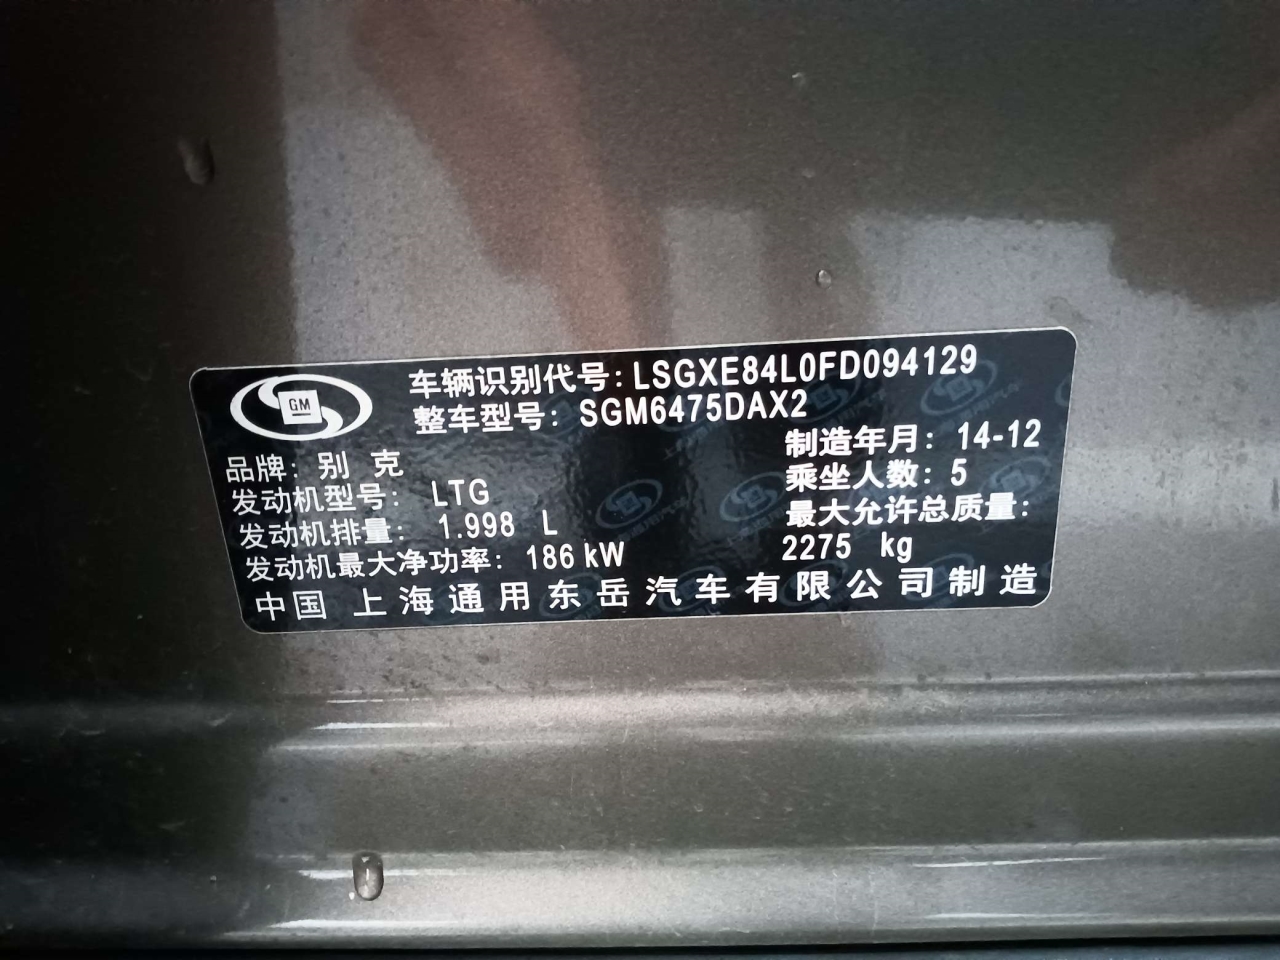 GM
车辆识别代号:LSGXE84L0FD094129
整车型号: SGM6475DAX2
品牌: 别 克
制造年月: 14-12
发动机型号: LTG
乘坐人数: 5
发动机排量: 1.998 L
最大允许总质量:
发动机最大净功率: 186 kW
2275 kg
中国 上海通用东岳汽车有限公司制造